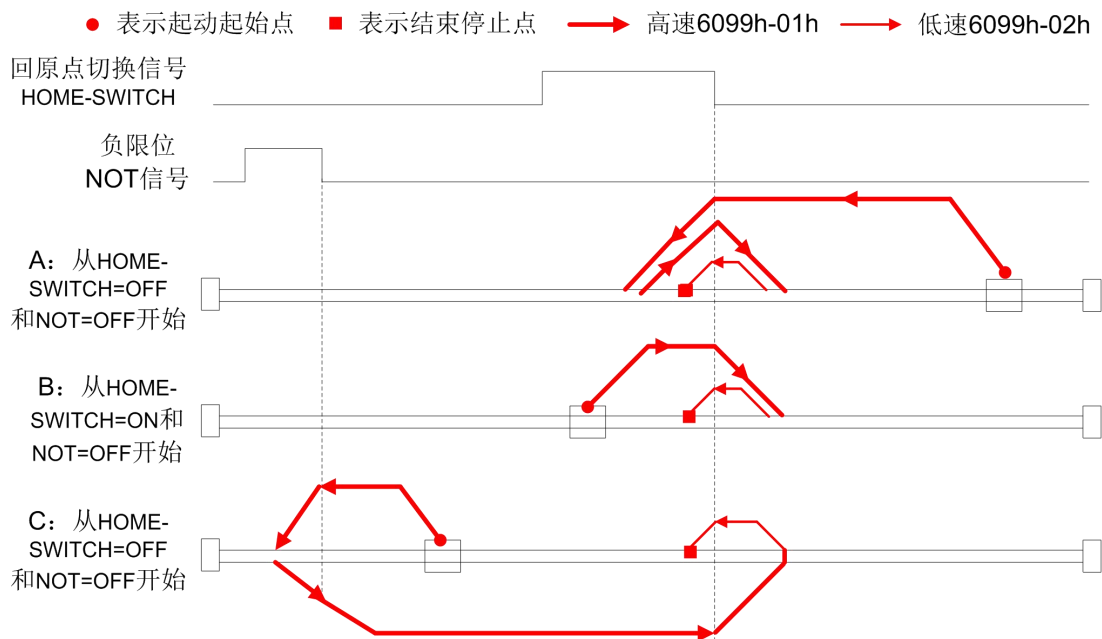 表示起动起始点 表示结束停止点 高速6099h-01h 低速6099h-02h
回原点切换信号
HOME-SWITCH
负限位
NOT信号
A：从HOME-
SWITCH=OFF
和NOT=OFF开始
B：从HOME-
SWITCH=ON和
NOT=OFF开始
C：从HOME-
SWITCH=OFF
和NOT=OFF开始